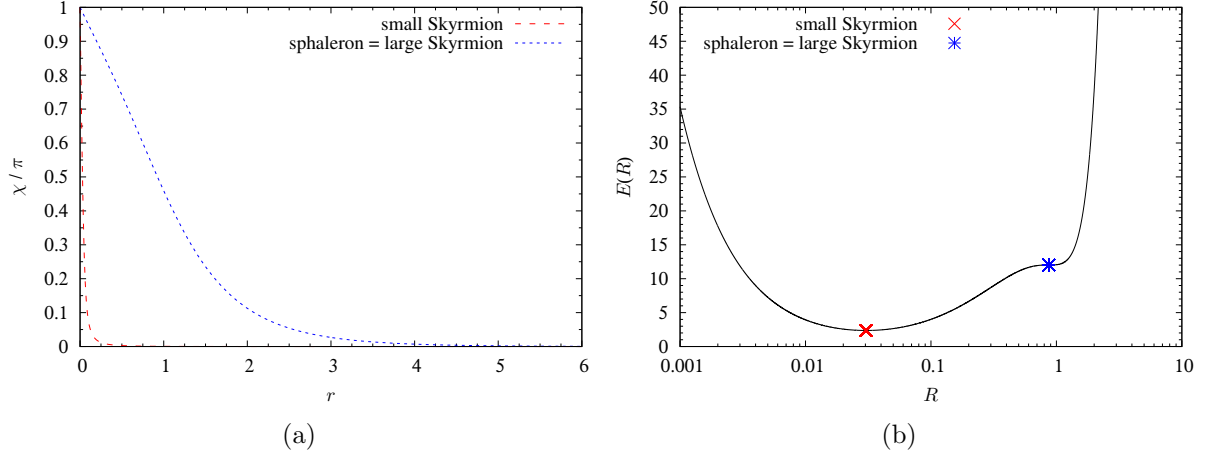 1
0.9
0.8
0.7
0.6
0.5
0.4
0.3
0.2
0.1
0
χ / π
small Skyrmion
sphaleron = large Skyrmion
0 1 2 3 4 5 6
r
(a)
50
45
40
35
30
25
20
15
10
5
0
E(R)
small Skyrmion
sphaleron = large Skyrmion
0.001 0.01 0.1 1 10
R
(b)